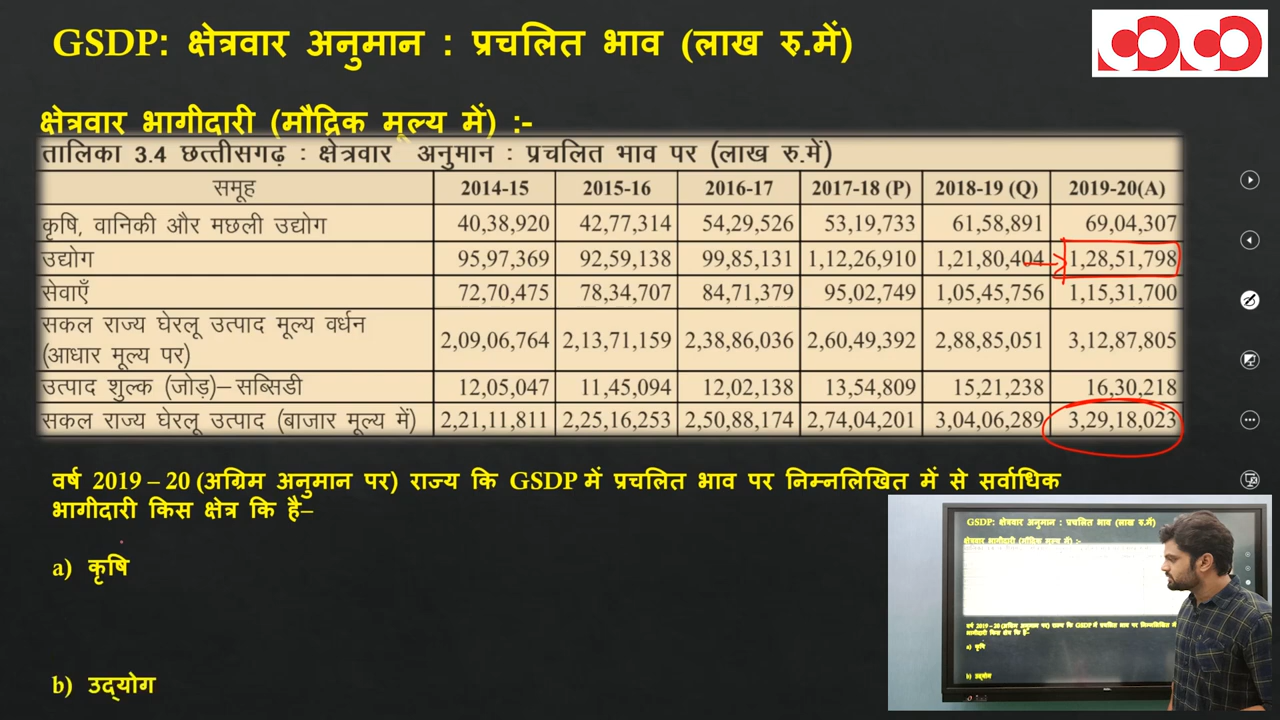 GSDP: क्षेत्रवार अनुमान : प्रचलित भाव (लाख रु.में)
क्षेत्रवार भागीदारी (मौद्रिक मूल्य में) :-
तालिका 3.4 छत्तीसगढ़ : क्षेत्रवार अनुमान : प्रचलित भाव पर (लाख रु.में)
समूह 2014-15 2015-16 2016-17 2017-18 (P) 2018-19 (Q) 2019-20(A)
कृषि, वानिकी और मछली उद्योग 40,38,920 42,77,314 54,29,526 53,19,733 61,58,891 69,04,307
उद्योग 95,97,369 92,59,138 99,85,131 1,12,26,910 1,21,80,404 1,28,51,798
सेवाएँ 72,70,475 78,34,707 84,71,379 95,02,749 1,05,45,756 1,15,31,700
सकल राज्य घेरलू उत्पाद मूल्य वर्धन
(आधार मूल्य पर) 2,09,06,764 2,13,71,159 2,38,86,036 2,60,49,392 2,88,85,051 3,12,87,805
उत्पाद शुल्क (जोड़)– सब्सिडी 12,05,047 11,45,094 12,02,138 13,54,809 15,21,238 16,30,218
सकल राज्य घेरलू उत्पाद (बाजार मूल्य में) 2,21,11,811 2,25,16,253 2,50,88,174 2,74,04,201 3,04,06,289 3,29,18,023
वर्ष 2019 – 20 (अग्रिम अनुमान पर) राज्य कि GSDP में प्रचलित भाव पर निम्नलिखित में से सर्वाधिक
भागीदारी किस क्षेत्र कि है–
a) कृषि
b) उद्योग
GSDP: क्षेत्रवार अनुमान : प्रचलित भाव (लाख रु.में)
क्षेत्रवार भागीदारी (मौद्रिक मूल्य में) :-
a) कृषि
b) उद्योग